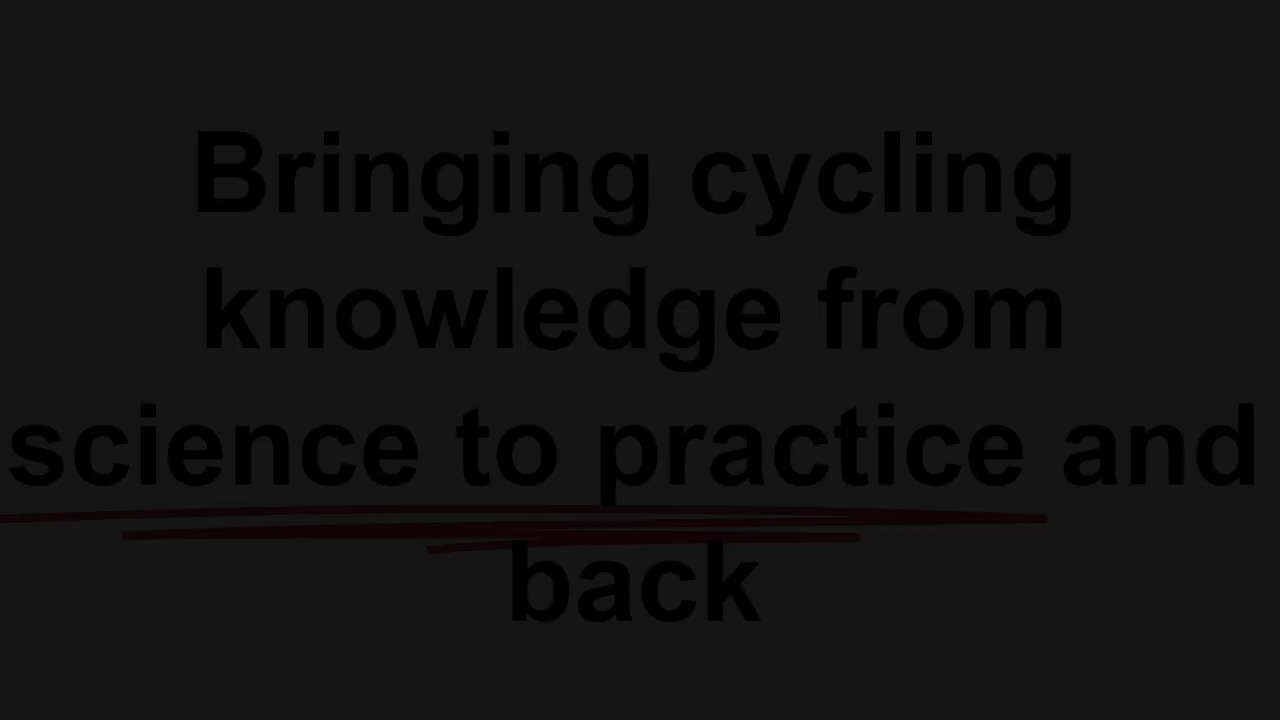 Bringing cycling
knowledge from
science to practice and
back